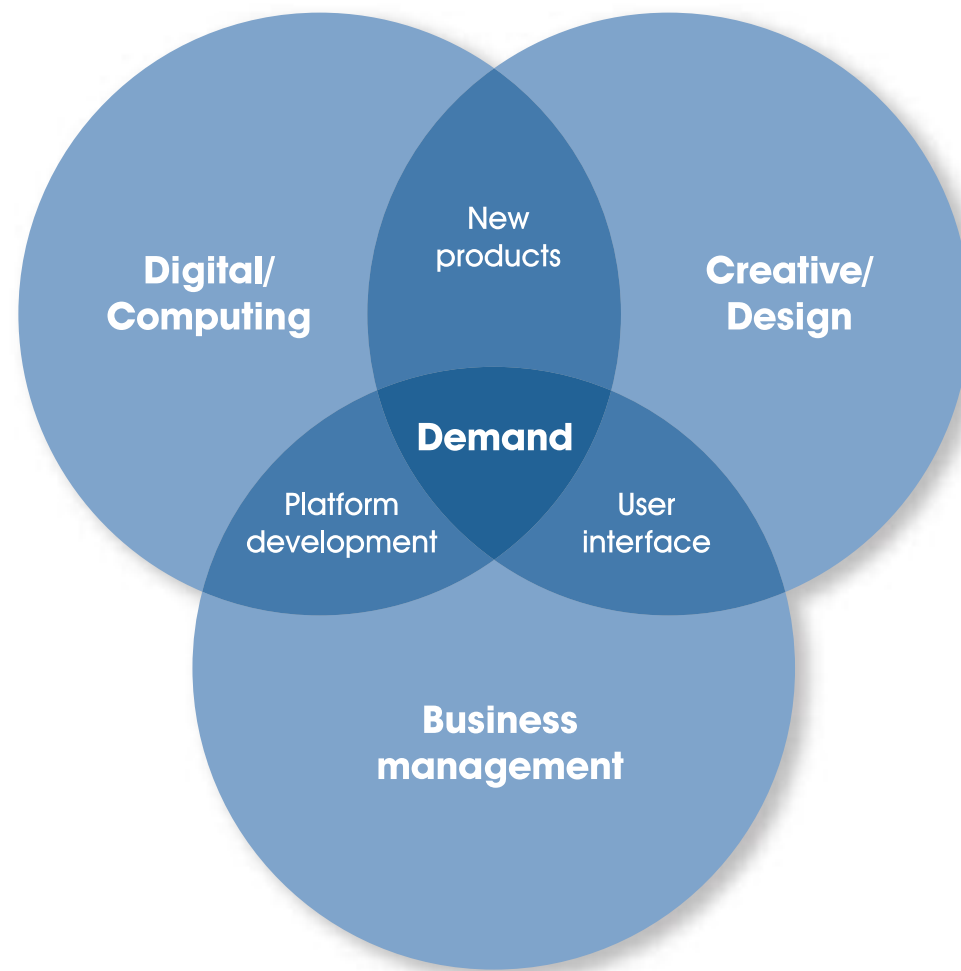 New
products
Digital/
Computing
Creative/
Design
Demand
Platform
development
User
interface
Business
management